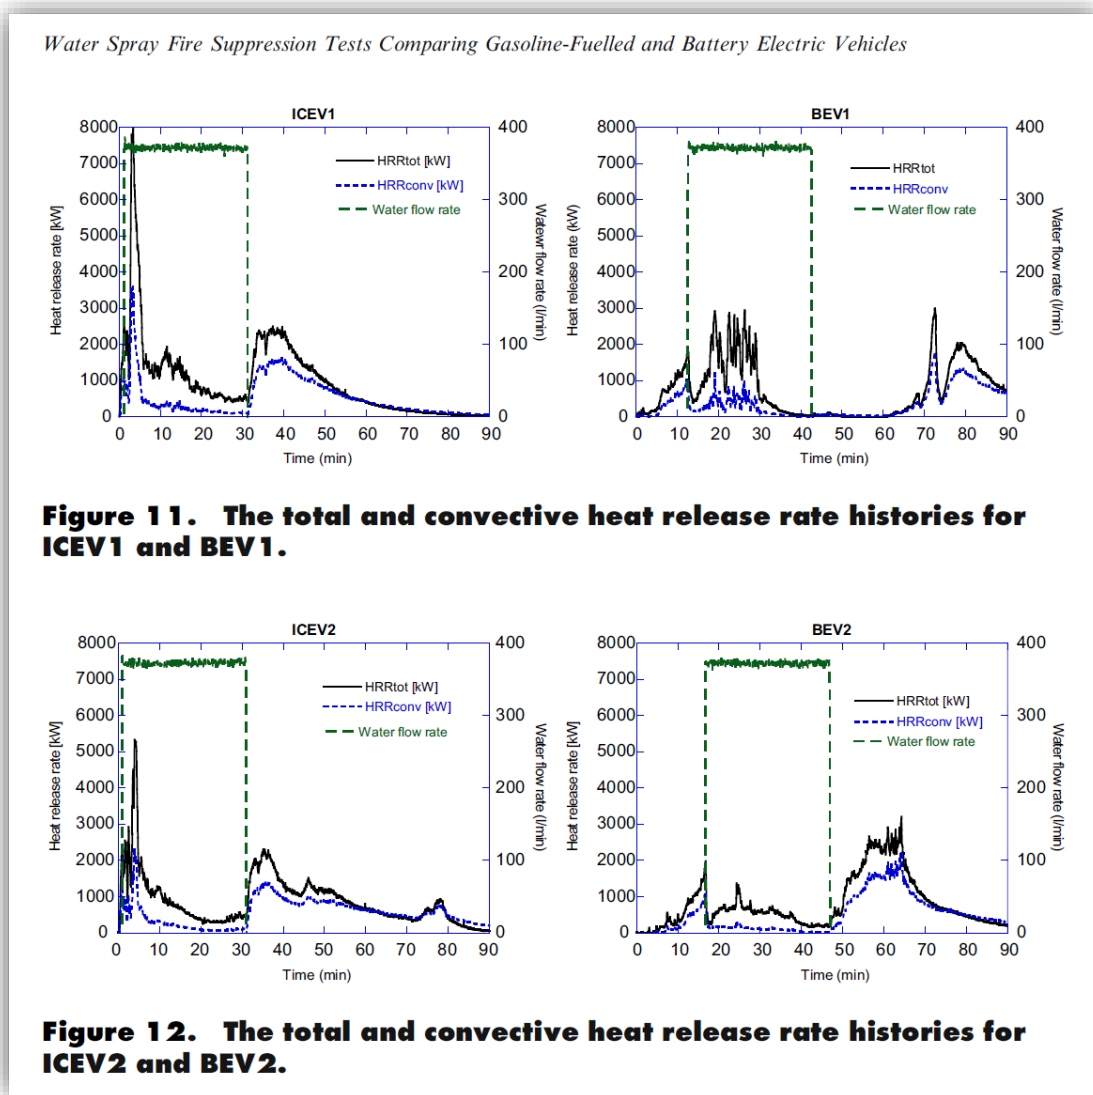 Water Spray Fire Suppression Tests Comparing Gasoline-Fuelled and Battery Electric Vehicles
ICEV1
8000
7000
6000
5000
4000
3000
2000
1000
0
400
300
200
100
0
HRRtot [kW]
HRRconv [kW]
Water flow rate
Heat release rate [kW]
Watewr flow rate (l/min)
0 10 20 30 40 50 60 70 80 90
Time (min)
BEV1
8000
7000
6000
5000
4000
3000
2000
1000
0
400
300
200
100
0
HRRtot
HRRconv
Water flow rate
Heat release rate (kW)
Water flow rate (l/min)
0 10 20 30 40 50 60 70 80 90
Time (min)
Figure 11. The total and convective heat release rate histories for
ICEV1 and BEV1.
ICEV2
8000
7000
6000
5000
4000
3000
2000
1000
0
400
300
200
100
0
HRRtot [kW]
HRRconv [kW]
Water flow rate
Heat release rate [kW]
Water flow rate (l/min)
0 10 20 30 40 50 60 70 80 90
Time (min)
BEV2
8000
7000
6000
5000
4000
3000
2000
1000
0
400
300
200
100
0
HRRtot [kW]
HRRconv [kW]
Water flow rate
Heat release rate [kW]
Water flow rate (l/min)
0 10 20 30 40 50 60 70 80 90
Time (min)
Figure 12. The total and convective heat release rate histories for
ICEV2 and BEV2.